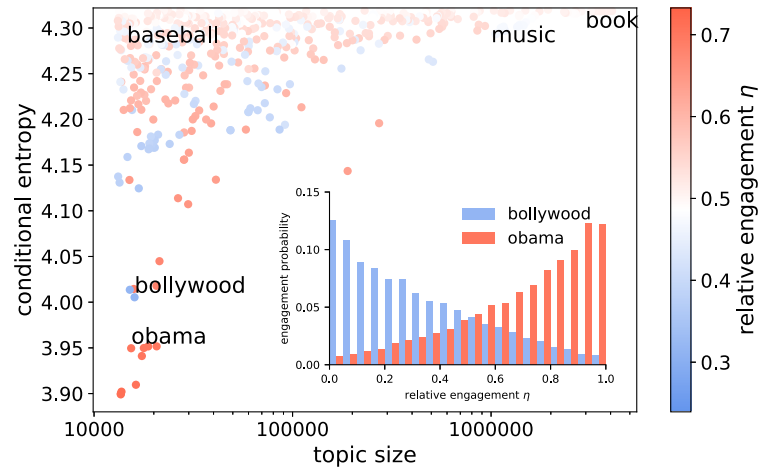 book
4.30
baseball
music
4.25
4.20
4.15
4.10
4.05
4.00
3.95
3.90
conditional entropy
bollywood
obama
10000
100000
1000000
topic size
0.15
0.10
0.05
0.00
engagement probability
bollywood
obama
0.0
0.2
0.4
0.6
0.8
1.0
relative engagement η
0.7
0.6
0.5
0.4
0.3
relative engagement η